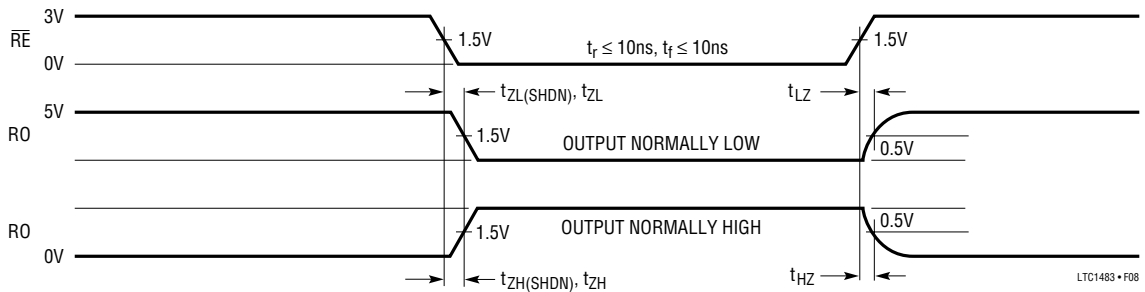 3V
R̅E̅
1.5V
tr ≤ 10ns, tf ≤ 10ns
1.5V
0V
tZL(SHDN), tZL
tLZ
5V
RO
1.5V
OUTPUT NORMALLY LOW
0.5V
RO
1.5V
OUTPUT NORMALLY HIGH
0.5V
0V
tZH(SHDN), tZH
tHZ
LTC1483 • F08